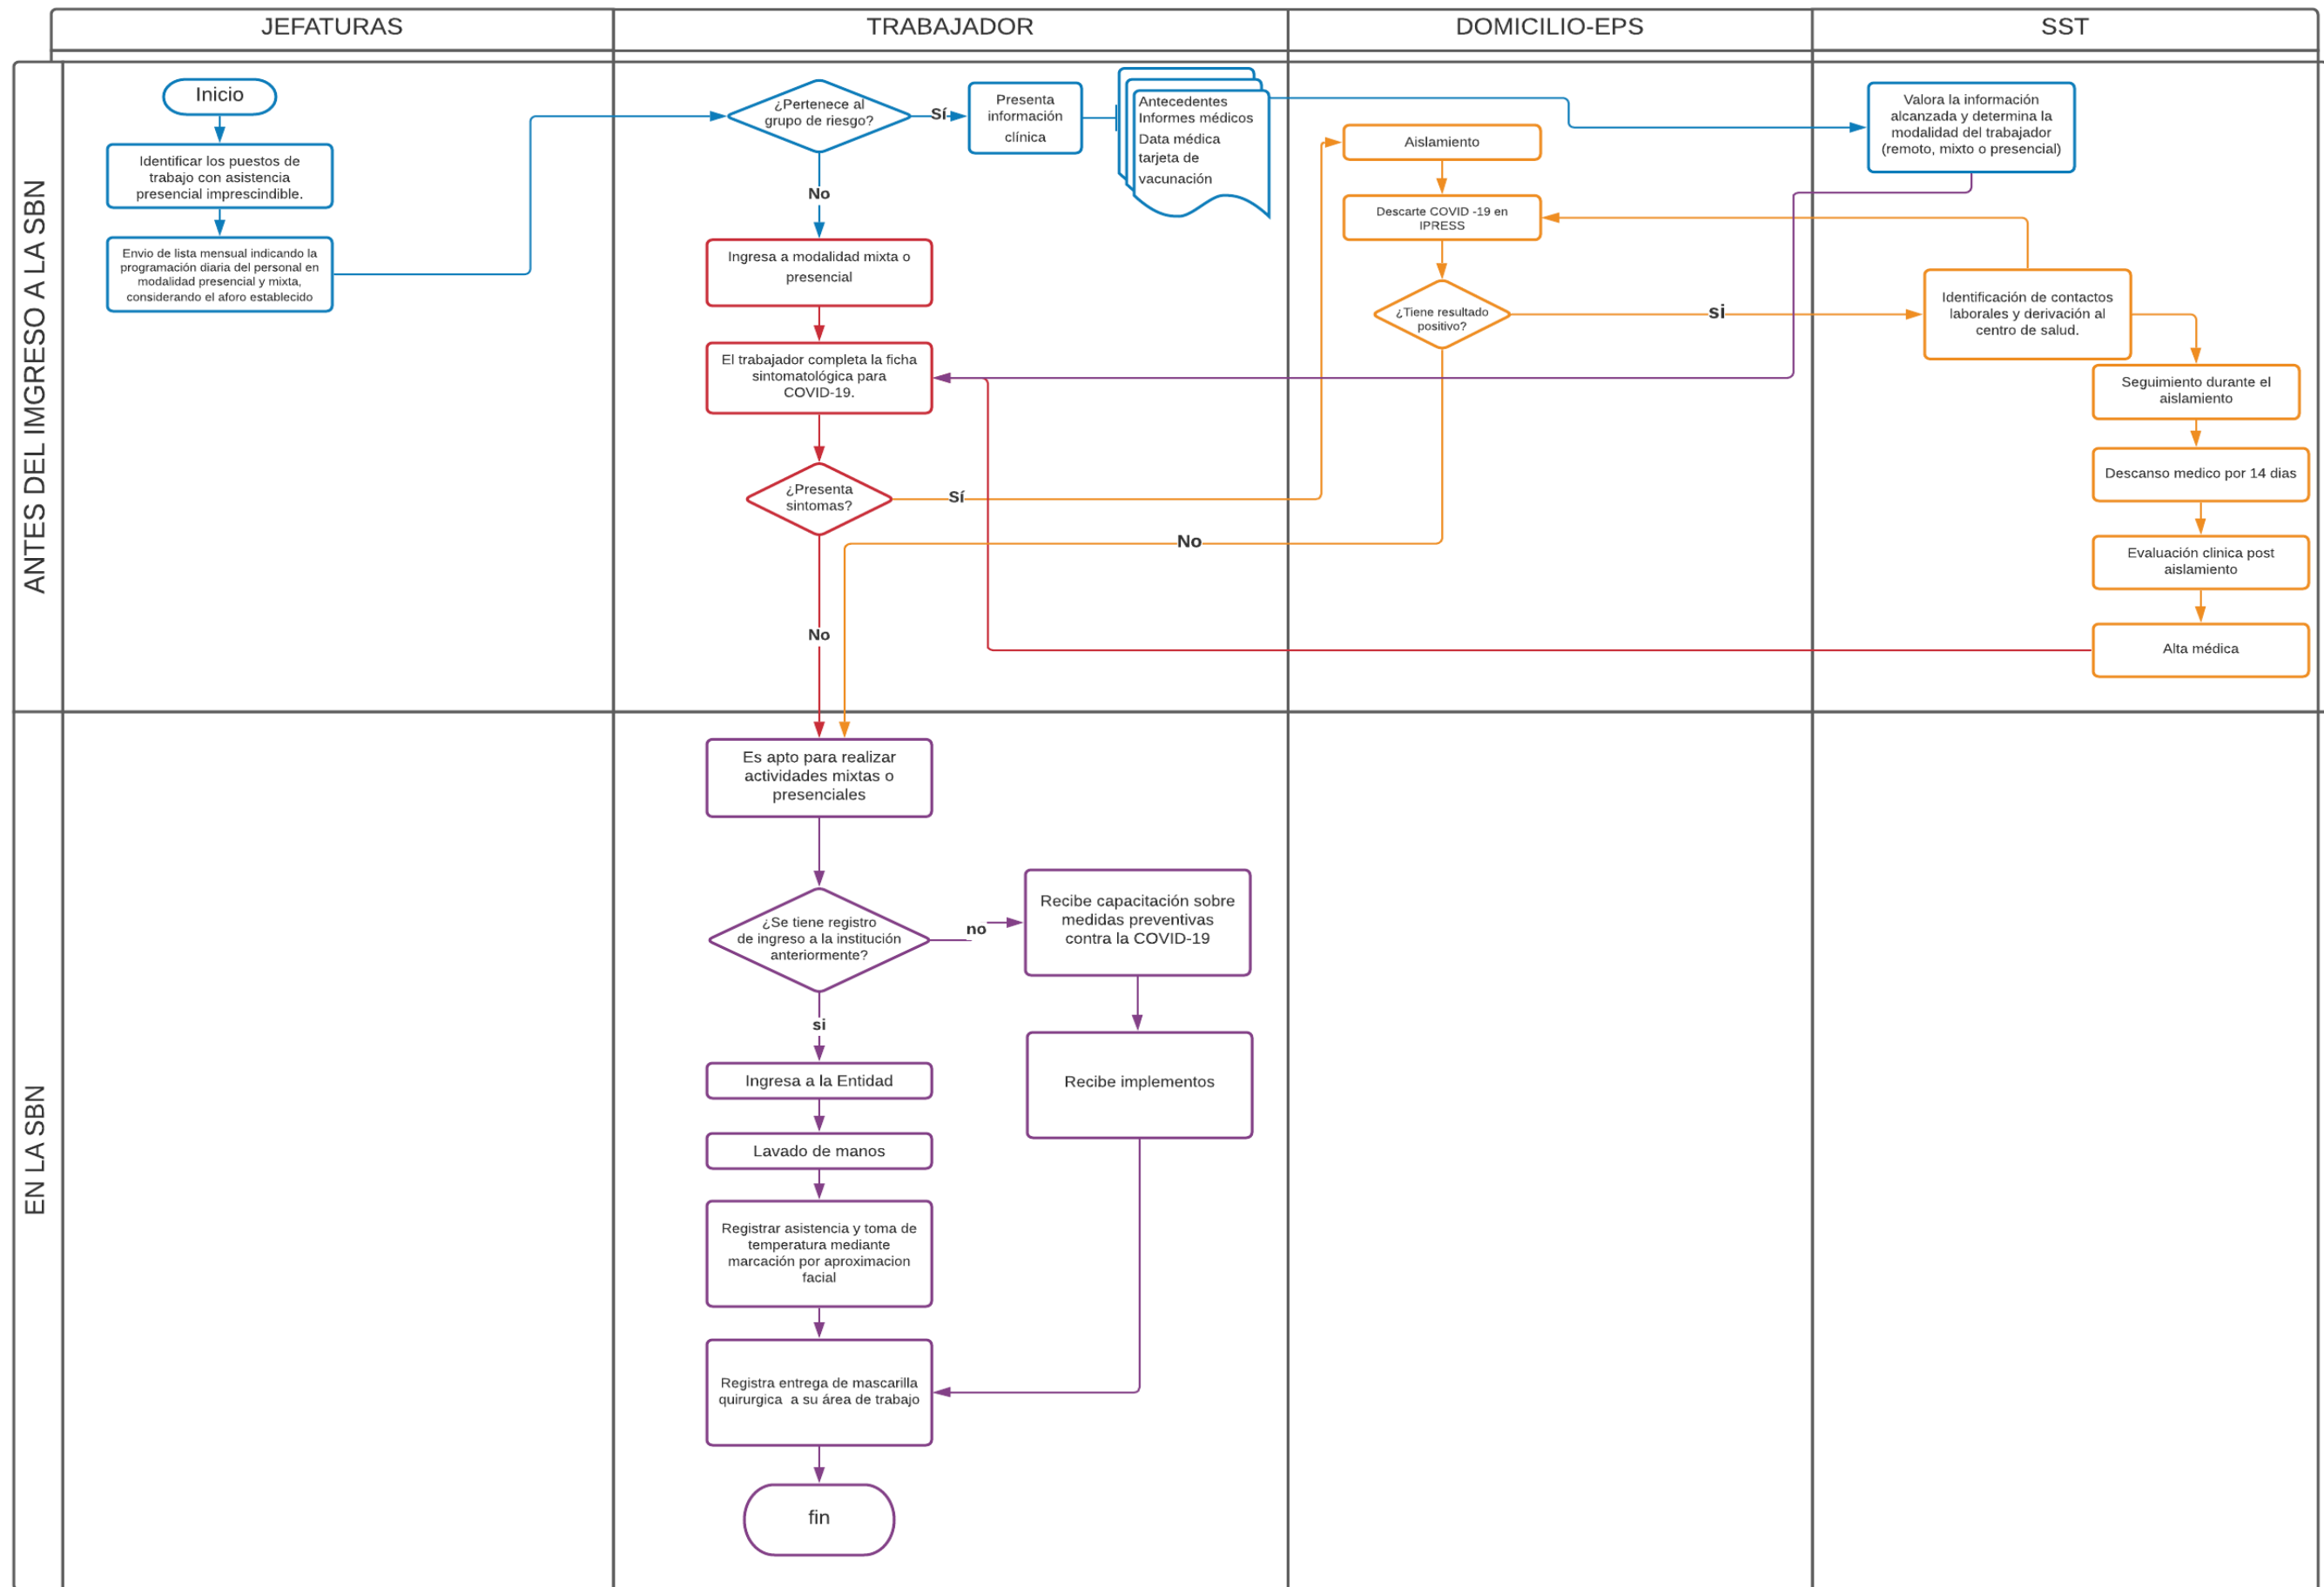 JEFATURAS
TRABAJADOR
DOMICILIO-EPS
SST
ANTES DEL IMGRESO A LA SBN
Inicio
Identificar los puestos de
trabajo con asistencia
presencial imprescindible.
Envio de lista mensual indicando la
programación diaria del personal en
modalidad presencial y mixta,
considerando el aforo establecido
¿Pertenece al
grupo de riesgo?
Sí
Presenta
información
clínica
Antecedentes
Informes médicos
Data médica
tarjeta de
vacunación
No
Ingresa a modalidad mixta o
presencial
El trabajador completa la ficha
sintomatológica para
COVID-19.
¿Presenta
sintomas?
Sí
No
No
Aislamiento
Descarte COVID -19 en
IPRESS
¿Tiene resultado
positivo?
si
Valora la información
alcanzada y determina la
modalidad del trabajador
(remoto, mixto o presencial)
Identificación de contactos
laborales y derivación al
centro de salud.
Seguimiento durante el
aislamiento
Descanso medico por 14 dias
Evaluación clinica post
aislamiento
Alta médica
EN LA SBN
Es apto para realizar
actividades mixtas o
presenciales
¿Se tiene registro
de ingreso a la institución
anteriormente?
no
Recibe capacitación sobre
medidas preventivas
contra la COVID-19
Recibe implementos
si
Ingresa a la Entidad
Lavado de manos
Registrar asistencia y toma de
temperatura mediante
marcación por aproximacion
facial
Registra entrega de mascarilla
quirurgica a su área de trabajo
fin